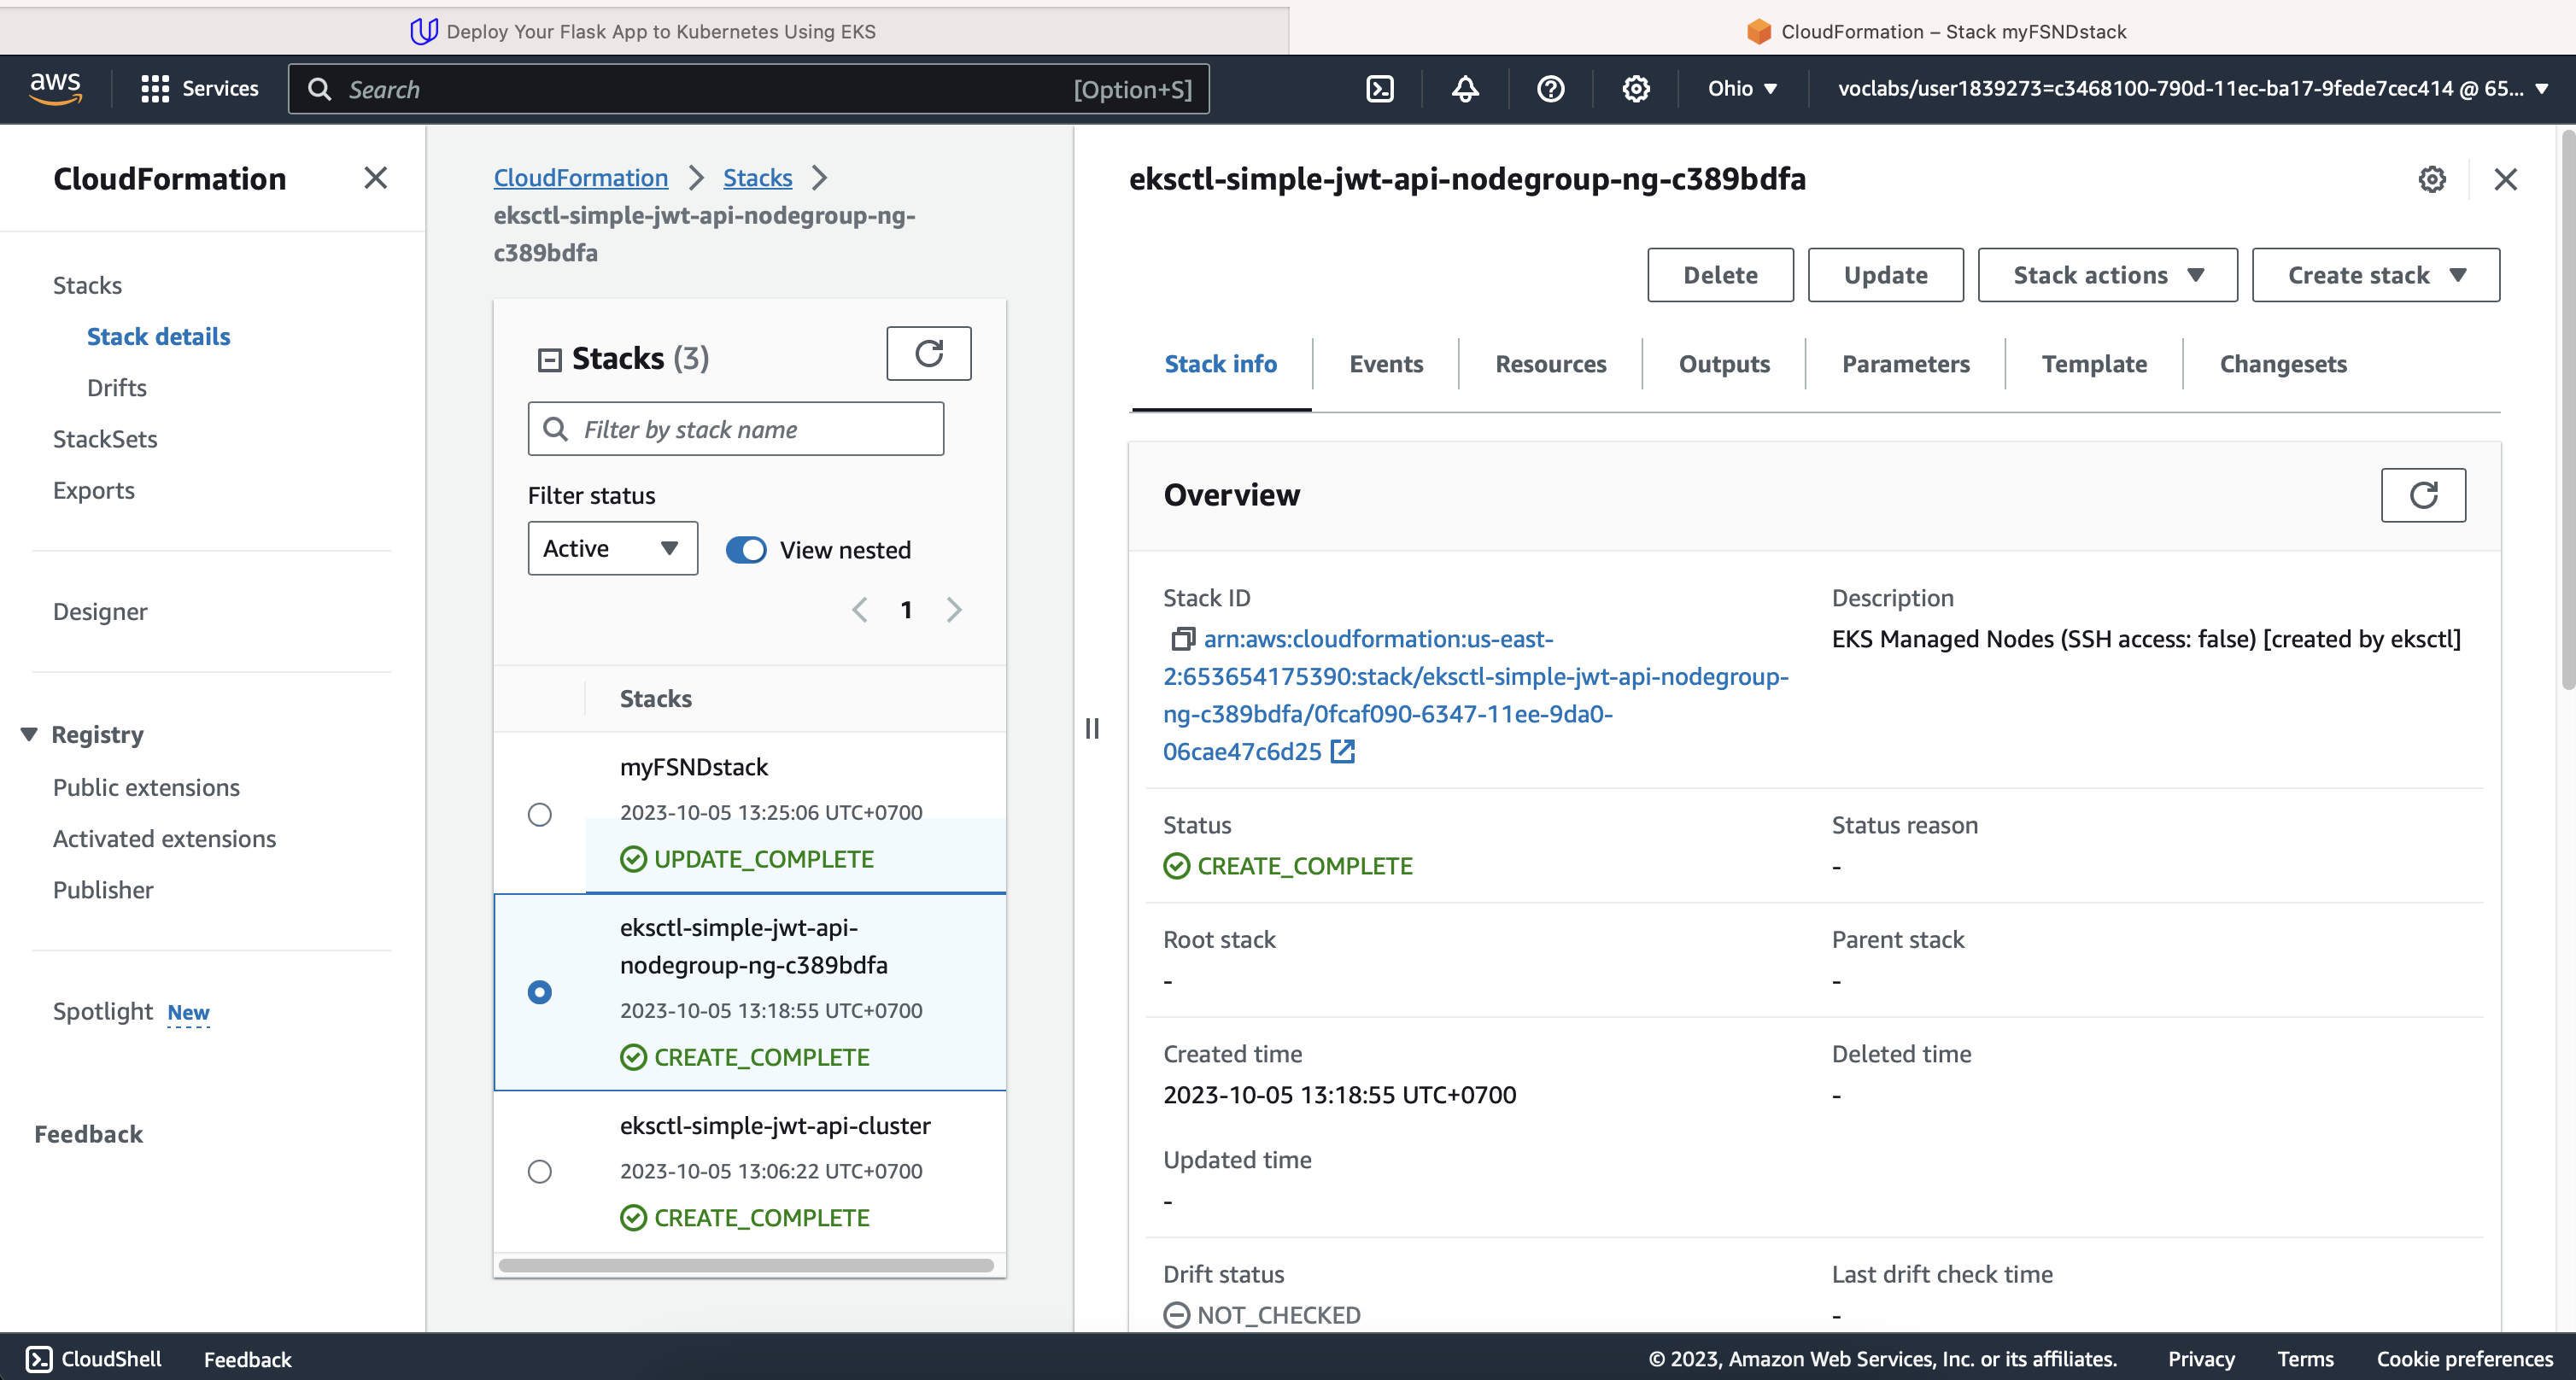 Deploy Your Flask App to Kubernetes Using EKS
CloudFormation – Stack myFSNDstack
aws
Services
Search
[Option+S]
Ohio
voclabs/user1839273=c3468100-790d-11ec-ba17-9fede7cec414 @ 65...
CloudFormation
Stacks
Stack details
Drifts
StackSets
Exports
Designer
Registry
Public extensions
Activated extensions
Publisher
Spotlight New
Feedback
CloudFormation
Stacks
eksctl-simple-jwt-api-nodegroup-ng-
c389bdfa
Stacks (3)
Filter by stack name
Filter status
Active
View nested
1
Stacks
myFSNDstack
2023-10-05 13:25:06 UTC+0700
UPDATE_COMPLETE
eksctl-simple-jwt-api-
nodegroup-ng-c389bdfa
2023-10-05 13:18:55 UTC+0700
CREATE_COMPLETE
eksctl-simple-jwt-api-cluster
2023-10-05 13:06:22 UTC+0700
CREATE_COMPLETE
eksctl-simple-jwt-api-nodegroup-ng-c389bdfa
Delete
Update
Stack actions
Create stack
Stack info
Events
Resources
Outputs
Parameters
Template
Changesets
Overview
Stack ID
arn:aws:cloudformation:us-east-
2:653654175390:stack/eksctl-simple-jwt-api-nodegroup-
ng-c389bdfa/0fcaf090-6347-11ee-9da0-
06cae47c6d25
Description
EKS Managed Nodes (SSH access: false) [created by eksctl]
Status
CREATE_COMPLETE
Status reason
-
Root stack
-
Parent stack
-
Created time
2023-10-05 13:18:55 UTC+0700
Deleted time
-
Updated time
-
Drift status
NOT_CHECKED
Last drift check time
-
CloudShell
Feedback
© 2023, Amazon Web Services, Inc. or its affiliates.
Privacy
Terms
Cookie preferences